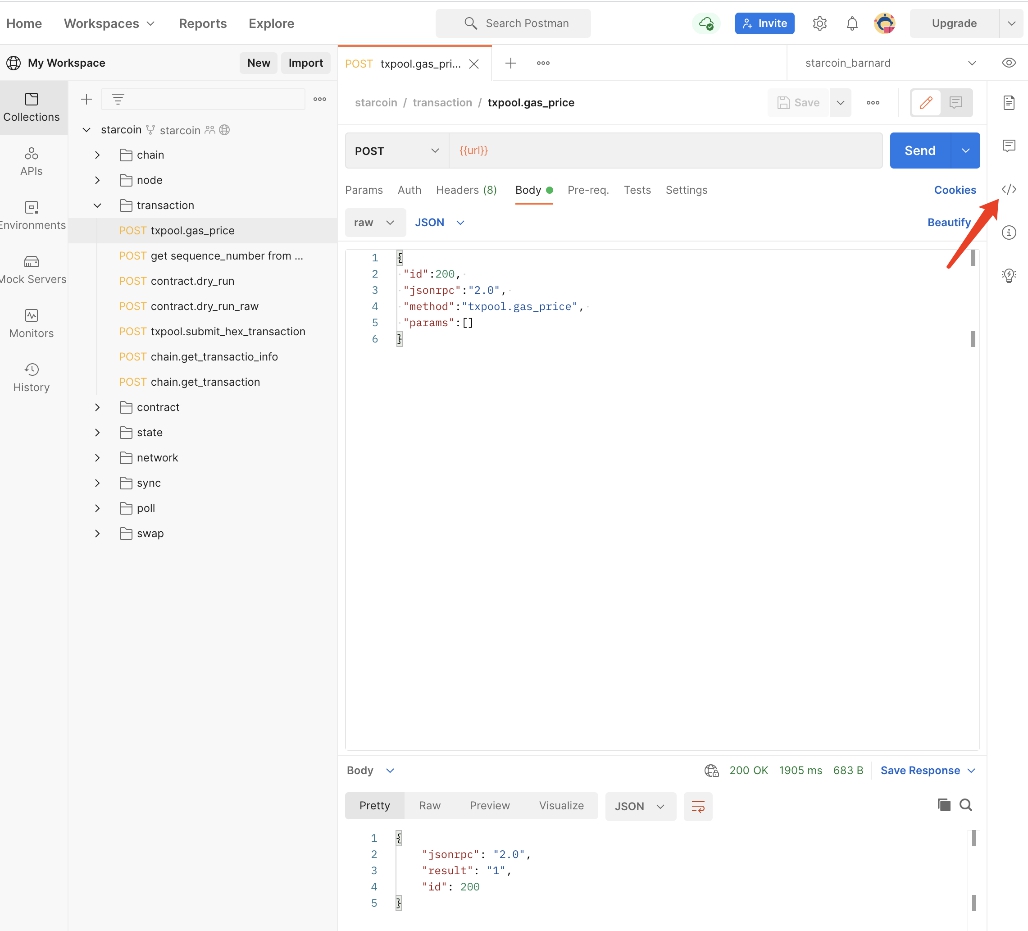 Home Workspaces Reports Explore Search Postman Invite Upgrade
My Workspace New Import POST txpool.gas_pri... starcoin_barnard
Collections
APIs
Environments
Mock Servers
Monitors
History
starcoin starcoin
chain
node
transaction
POST txpool.gas_price
POST get sequence_number from ...
POST contract.dry_run
POST contract.dry_run_raw
POST txpool.submit_hex_transaction
POST chain.get_transactio_info
POST chain.get_transaction
contract
state
network
sync
poll
swap
starcoin / transaction / txpool.gas_price Save
POST {{url}} Send
Params Auth Headers (8) Body Pre-req. Tests Settings Cookies
raw JSON Beautify
1 {
2 "id":200,
3 "jsonrpc":"2.0",
4 "method":"txpool.gas_price",
5 "params":[]
6 }
Body 200 OK 1905 ms 683 B Save Response
Pretty Raw Preview Visualize JSON
1 {
2 "jsonrpc": "2.0",
3 "result": "1",
4 "id": 200
5 }